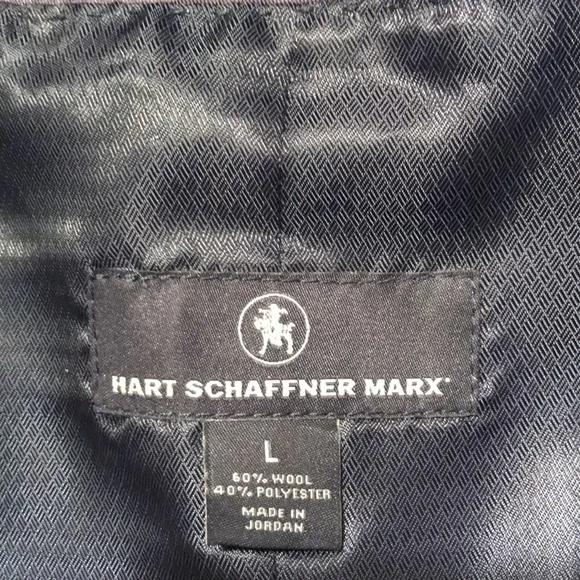 HART SCHAFFNER MARX®
L
60% WOOL
40% POLYESTER
MADE IN
JORDAN